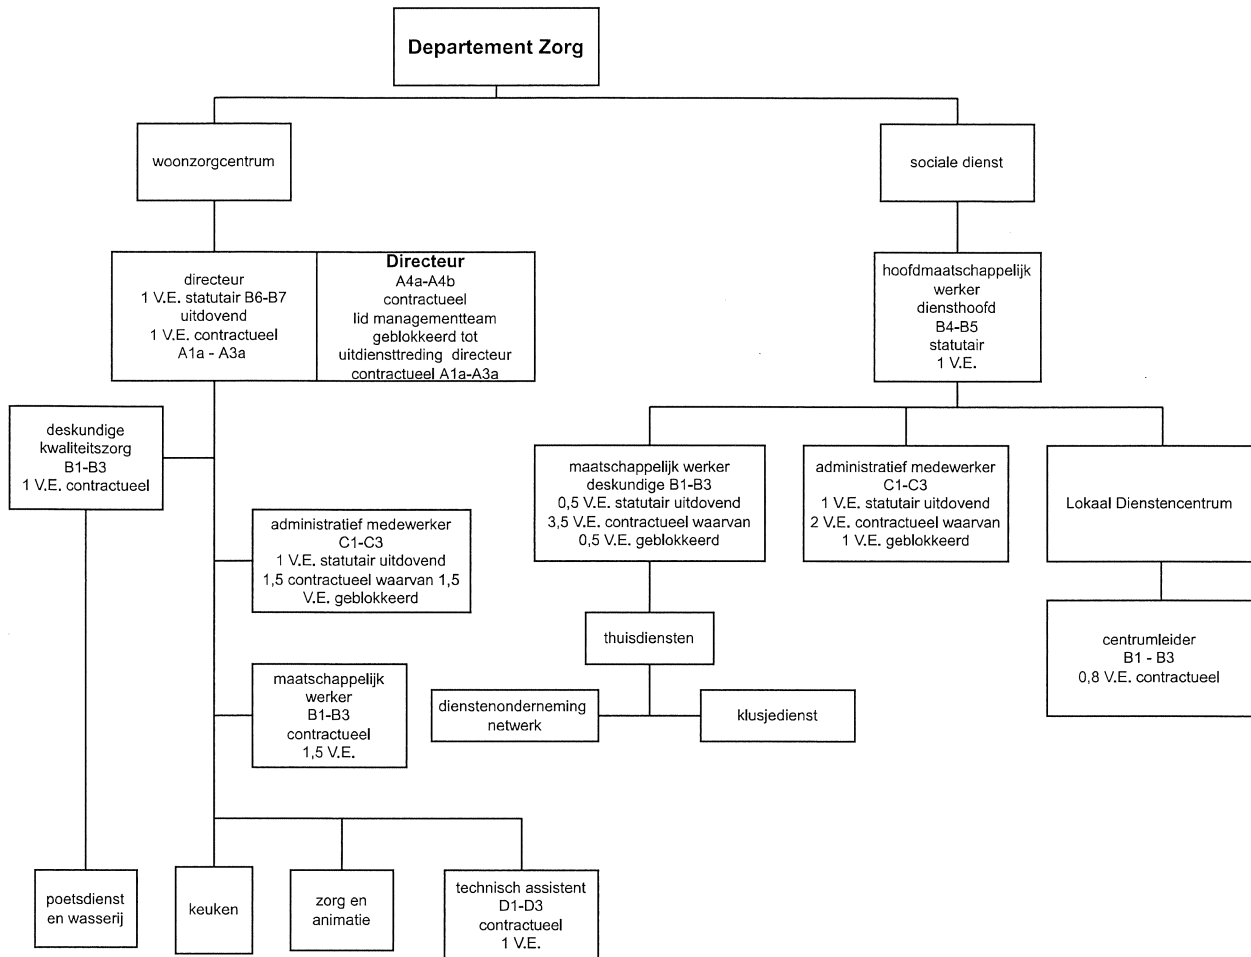 Departement Zorg
woonzorgcentrum
sociale dienst
directeur
1 V.E. statutair B6-B7
uitdovend
1 V.E. contractueel
A1a - A3a
Directeur
A4a-A4b
contractueel
lid managementteam
geblokkeerd tot
uitdiensttreding directeur
contractueel A1a-A3a
hoofdmaatschappelijk
werker
diensthoofd
B4-B5
statutair
1 V.E.
deskundige
kwaliteitszorg
B1-B3
1 V.E. contractueel
maatschappelijk werker
deskundige B1-B3
0,5 V.E. statutair uitdovend
3,5 V.E. contractueel waarvan
0,5 V.E. geblokkeerd
administratief medewerker
C1-C3
1 V.E. statutair uitdovend
2 V.E. contractueel waarvan
1 V.E. geblokkeerd
Lokaal Dienstencentrum
administratief medewerker
C1-C3
1 V.E. statutair uitdovend
1,5 contractueel waarvan 1,5
V.E. geblokkeerd
thuisdiensten
centrumleider
B1 - B3
0,8 V.E. contractueel
maatschappelijk
werker
B1-B3
contractueel
1,5 V.E.
dienstenonderneming
netwerk
klusjedienst
poetsdienst
en wasserij
keuken
zorg en
animatie
technisch assistent
D1-D3
contractueel
1 V.E.